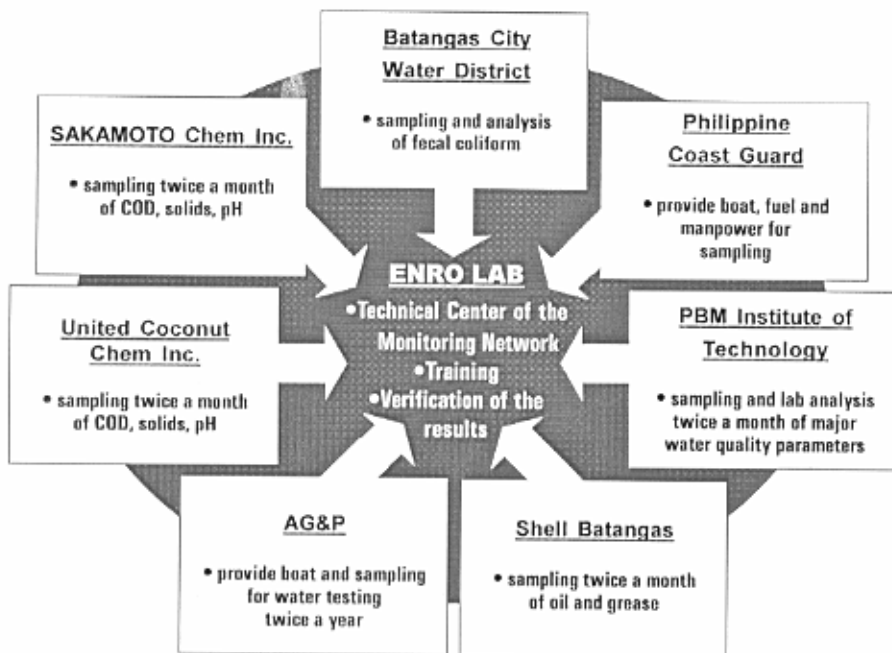 Batangas City
Water District
• sampling and analysis
of fecal coliform
SAKAMOTO Chem Inc.
• sampling twice a month
of COD, solids, pH
Philippine
Coast Guard
• provide boat, fuel and
manpower for
sampling
ENRO LAB
•Technical Center of the
Monitoring Network
•Training
•Verification of the
results
United Coconut
Chem Inc.
• sampling twice a month
of COD, solids, pH
PBM Institute of
Technology
• sampling and lab analysis
twice a month of major
water quality parameters
AG&P
• provide boat and sampling
for water testing
twice a year
Shell Batangas
• sampling twice a month
of oil and grease